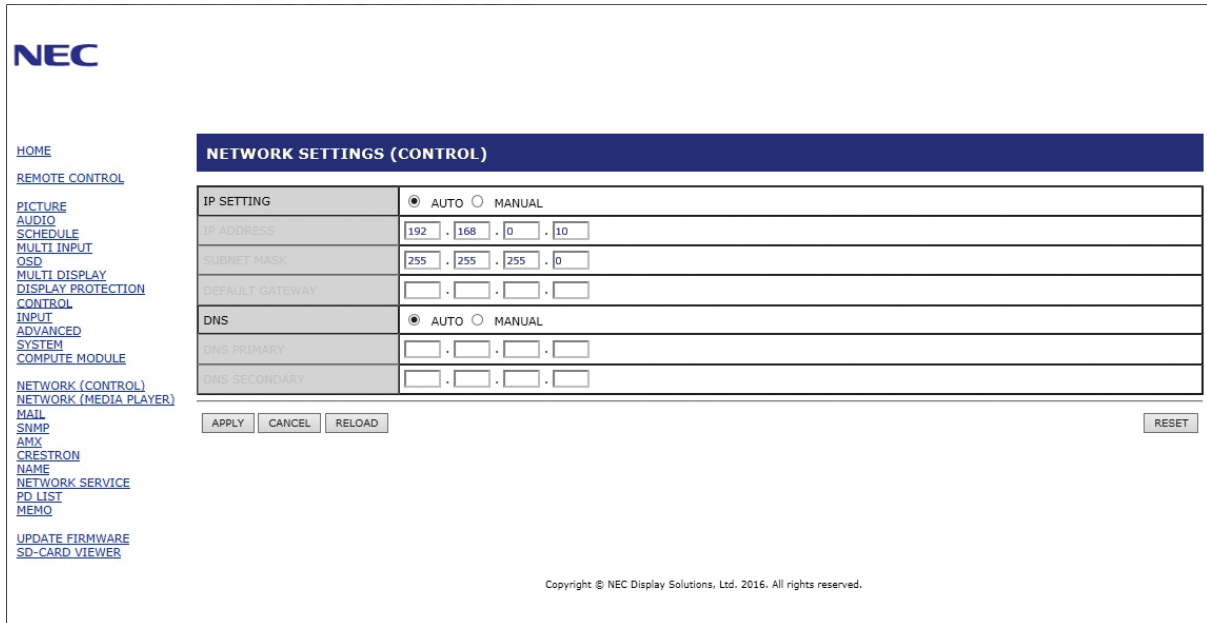 NEC
HOME
REMOTE CONTROL
PICTURE
AUDIO
SCHEDULE
MULTI INPUT
OSD
MULTI DISPLAY
DISPLAY PROTECTION
CONTROL
INPUT
ADVANCED
SYSTEM
COMPUTE MODULE
NETWORK (CONTROL)
NETWORK (MEDIA PLAYER)
MAIL
SNMP
AMX
CRESTRON
NAME
NETWORK SERVICE
PD LIST
MEMO
UPDATE FIRMWARE
SD-CARD VIEWER
NETWORK SETTINGS (CONTROL)
IP SETTING AUTO MANUAL
IP ADDRESS 192 . 168 . 0 . 10
SUBNET MASK 255 . 255 . 255 . 0
DEFAULT GATEWAY . . .
DNS AUTO MANUAL
DNS PRIMARY . . .
DNS SECONDARY . . .
APPLY CANCEL RELOAD RESET
Copyright © NEC Display Solutions, Ltd. 2016. All rights reserved.